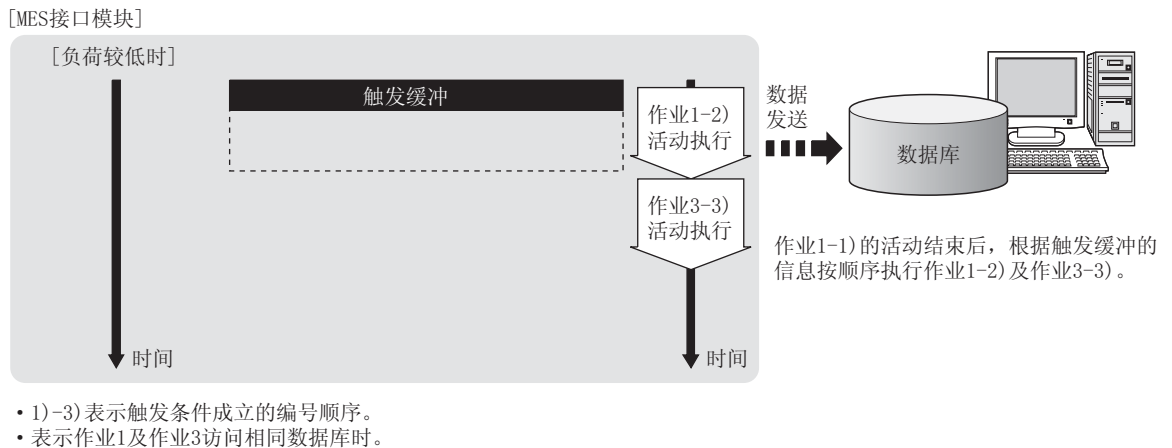 [MES接口模块]
[负荷较低时]
触发缓冲
作业1-2)
活动执行
数据
发送
数据库
作业3-3)
活动执行
作业1-1)的活动结束后，根据触发缓冲的
信息按顺序执行作业1-2)及作业3-3)。
时间
时间
·1)-3)表示触发条件成立的编号顺序。
·表示作业1及作业3访问相同数据库时。